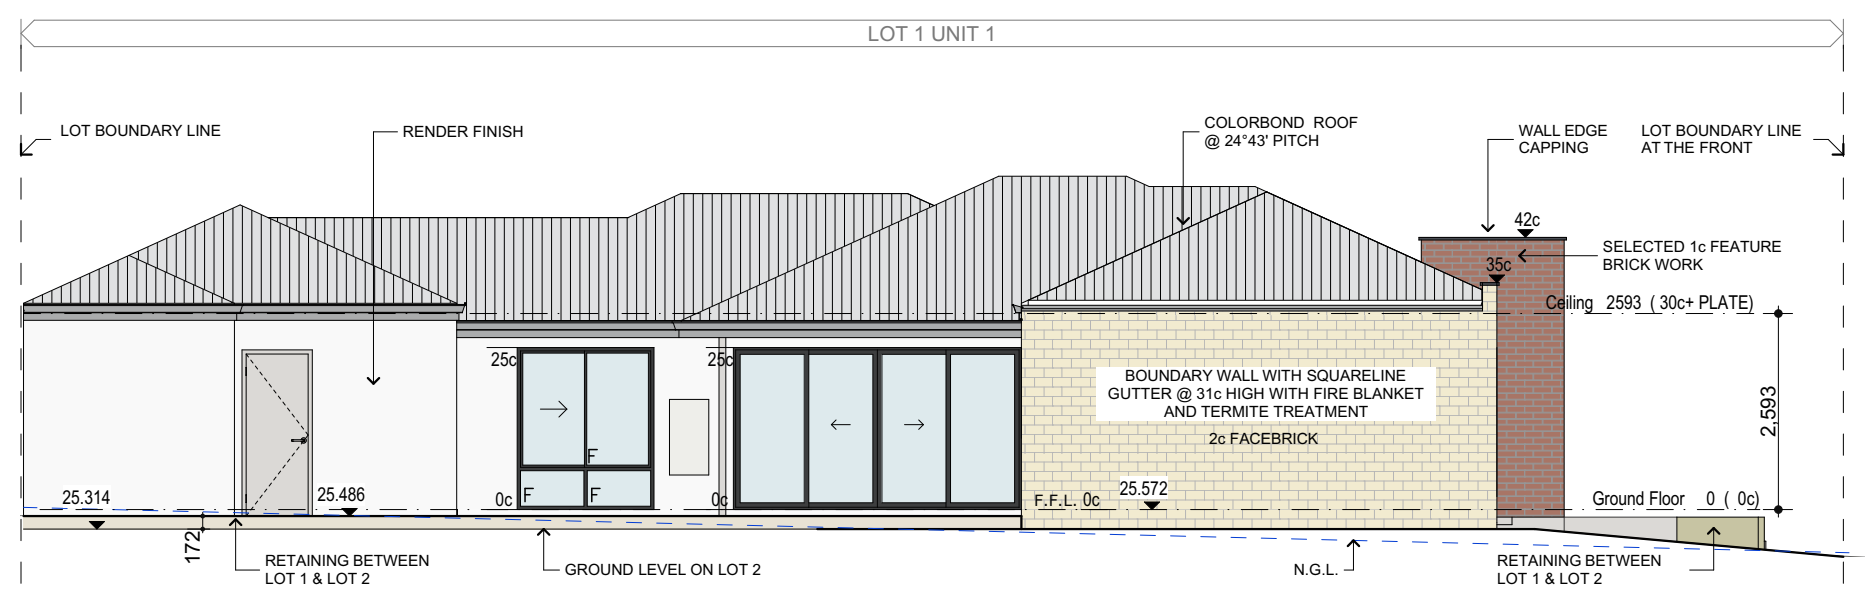 LOT 1 UNIT 1
LOT BOUNDARY LINE
RENDER FINISH
COLORBOND ROOF
@ 24°43' PITCH
WALL EDGE
CAPPING
LOT BOUNDARY LINE
AT THE FRONT
42c
SELECTED 1c FEATURE
BRICK WORK
35c
Ceiling 2593 ( 30c+ PLATE)
25c
25c
BOUNDARY WALL WITH SQUARELINE
GUTTER @ 31c HIGH WITH FIRE BLANKET
AND TERMITE TREATMENT
2c FACEBRICK
2,593
F
F
F
0c
0c
F.F.L. 0c
25.572
Ground Floor 0 ( 0c)
25.314
25.486
172
RETAINING BETWEEN
LOT 1 & LOT 2
GROUND LEVEL ON LOT 2
N.G.L.
RETAINING BETWEEN
LOT 1 & LOT 2